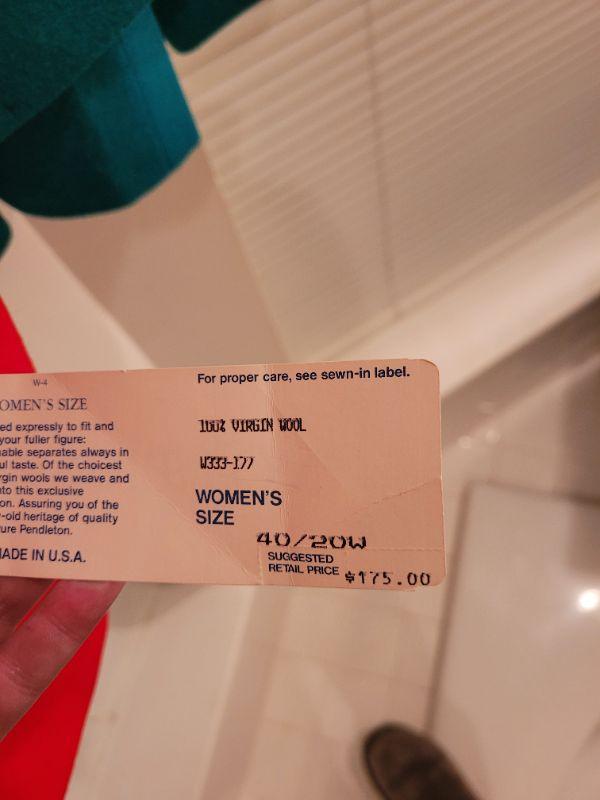 W-4
OMEN'S SIZE
ed expressly to fit and
your fuller figure:
able separates always in
ul taste. Of the choicest
rgin wools we weave and
nto this exclusive
on. Assuring you of the
-old heritage of quality
ure Pendleton.
MADE IN U.S.A.
For proper care, see sewn-in label.
100% VIRGIN WOOL
W333-177
WOMEN'S
SIZE
40/20W
SUGGESTED
RETAIL PRICE $175.00